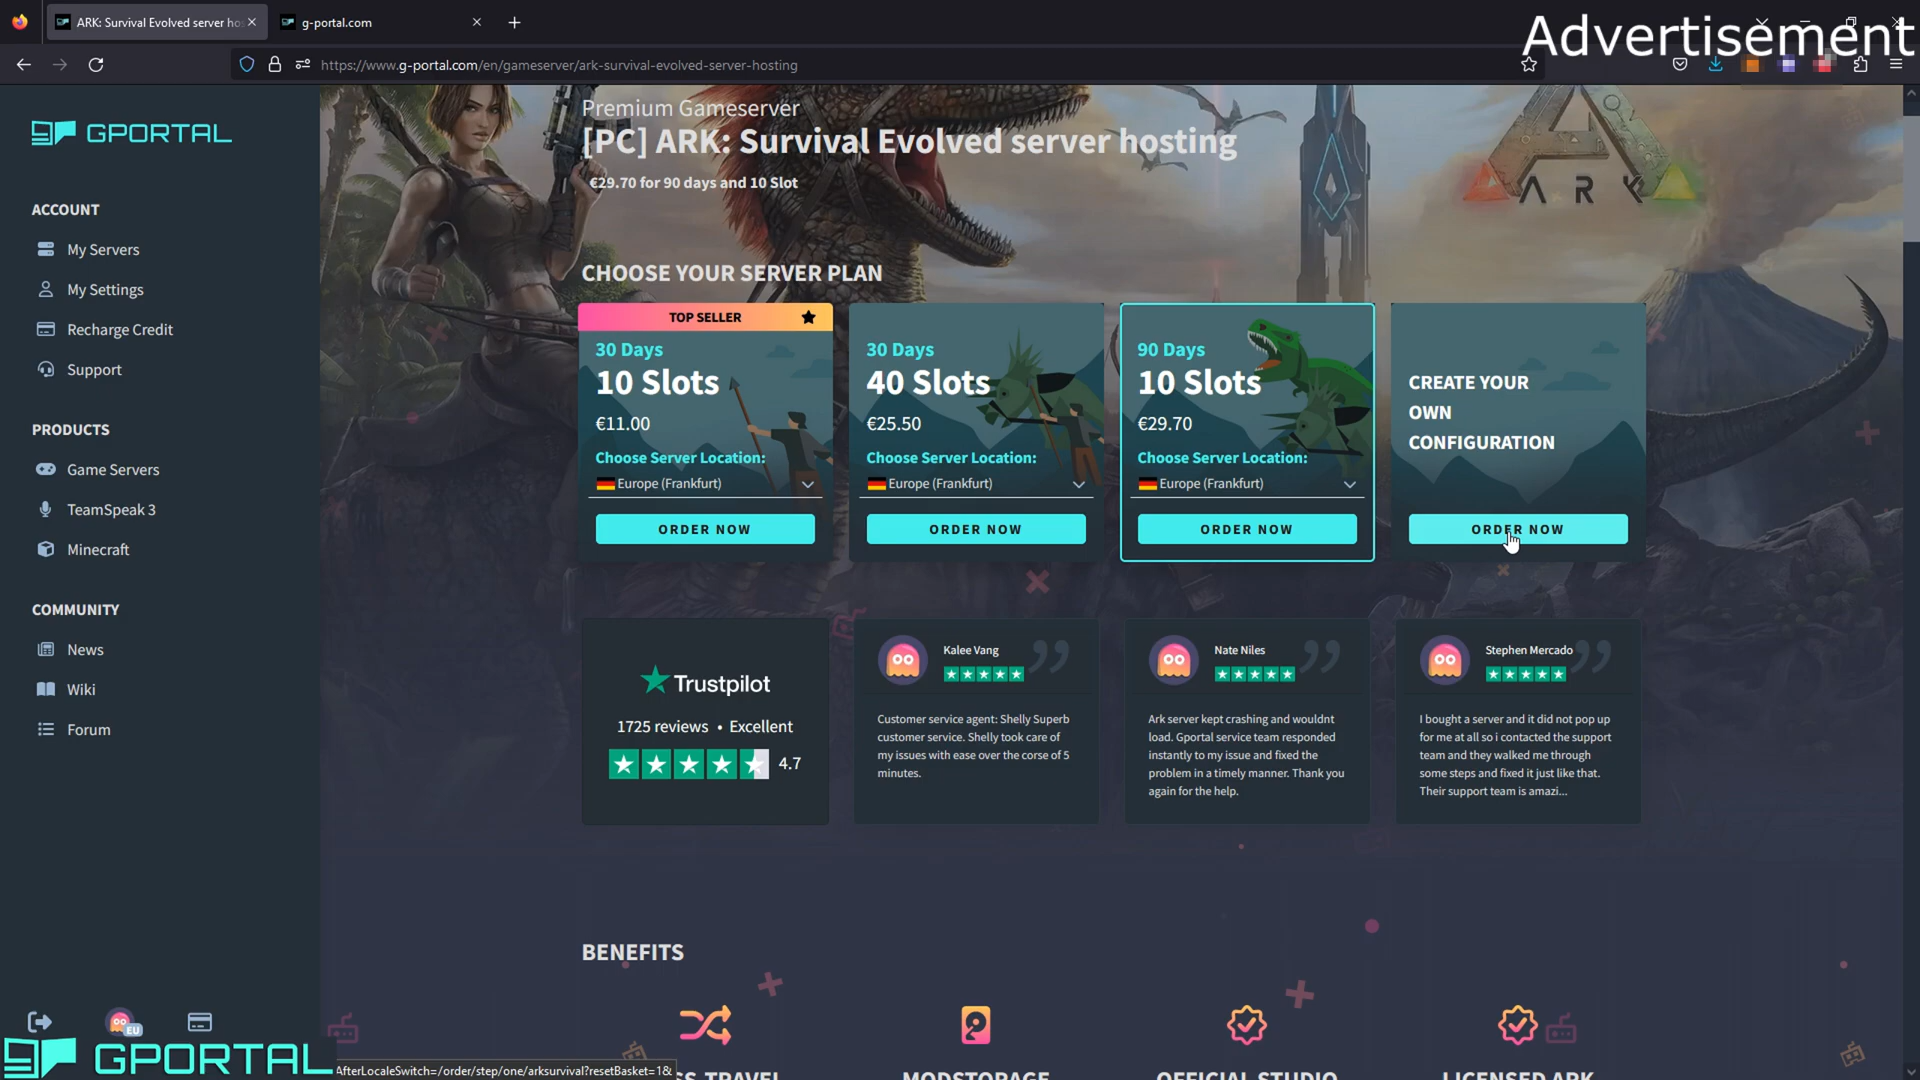 ARK: Survival Evolved server ho
g-portal.com
Advertisement
https://www.g-portal.com/en/gameserver/ark-survival-evolved-server-hosting
GPORTAL
ACCOUNT
My Servers
My Settings
Recharge Credit
Support
PRODUCTS
Game Servers
TeamSpeak 3
Minecraft
COMMUNITY
News
Wiki
Forum
EU
GPORTAL
Premium Gameserver
[PC] ARK: Survival Evolved server hosting
€29.70 for 90 days and 10 Slot
ARK
CHOOSE YOUR SERVER PLAN
TOP SELLER
30 Days
10 Slots
€11.00
Choose Server Location:
Europe (Frankfurt)
ORDER NOW
30 Days
40 Slots
€25.50
Choose Server Location:
Europe (Frankfurt)
ORDER NOW
90 Days
10 Slots
€29.70
Choose Server Location:
Europe (Frankfurt)
ORDER NOW
CREATE YOUR
OWN
CONFIGURATION
ORDER NOW
Trustpilot
1725 reviews • Excellent
4.7
Kalee Vang
Customer service agent: Shelly Superb
customer service. Shelly took care of
my issues with ease over the corse of 5
minutes.
Nate Niles
Ark server kept crashing and wouldnt
load. Gportal service team responded
instantly to my issue and fixed the
problem in a timely manner. Thank you
again for the help.
Stephen Mercado
I bought a server and it did not pop up
for me at all so i contacted the support
team and they walked me through
some steps and fixed it just like that.
Their support team is amazi...
BENEFITS
SS-TRAVEL
MODSTORAGE
OFFICIAL STUDIO
LICENSED ARK
AfterLocaleSwitch=/order/step/one/arksurvival?resetBasket=1&